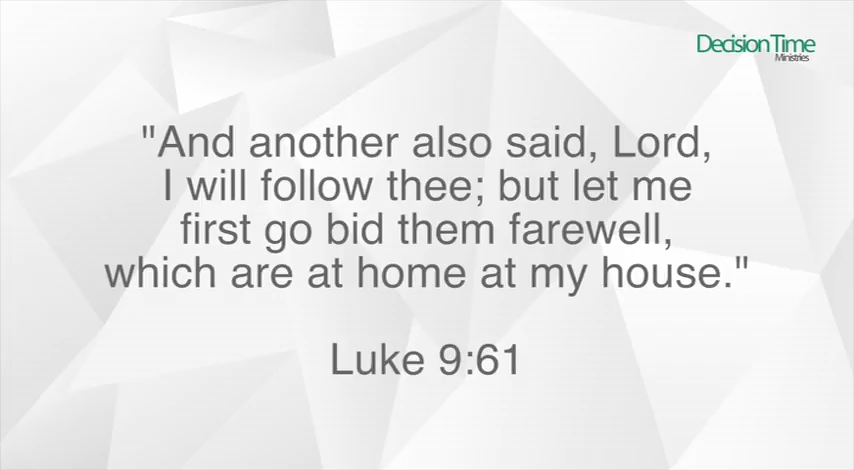 DecisionTime
Ministries
"And another also said, Lord,
I will follow thee; but let me
first go bid them farewell,
which are at home at my house."
Luke 9:61